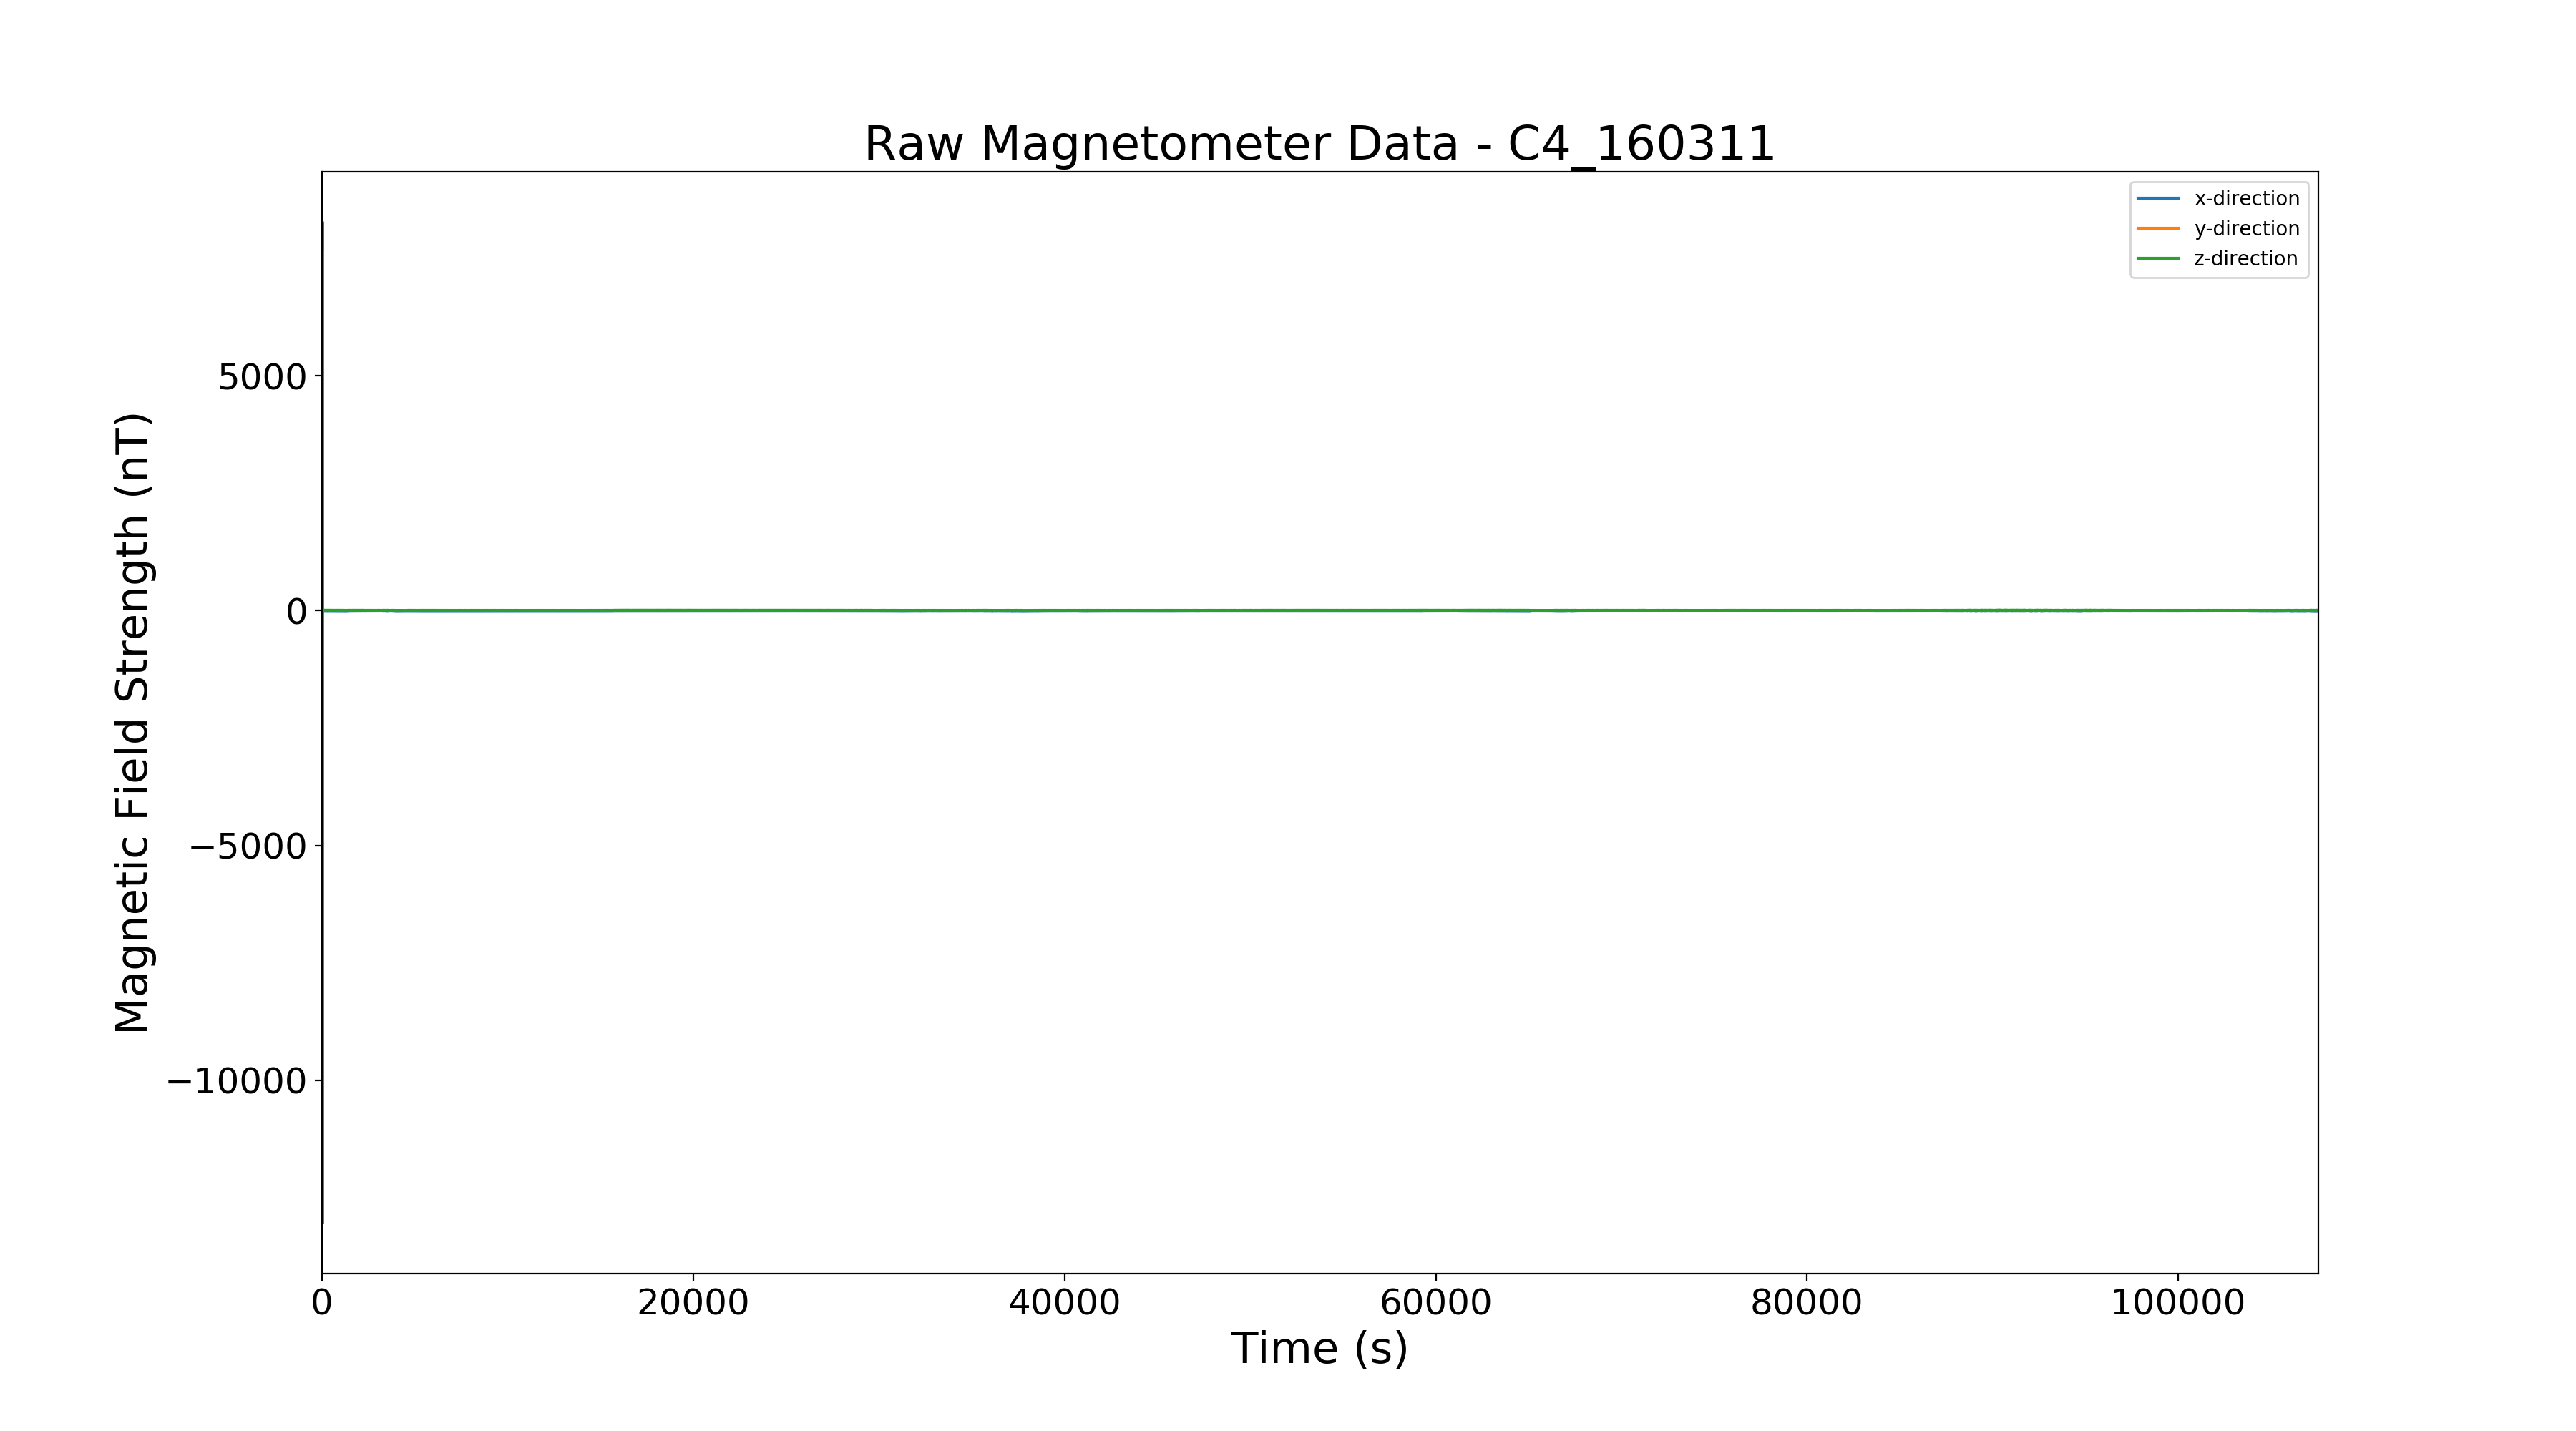 Raw Magnetometer Data - C4_160311
x-direction
y-direction
z-direction
Magnetic Field Strength (nT)
5000
0
−5000
−10000
0 20000 40000 60000 80000 100000
Time (s)